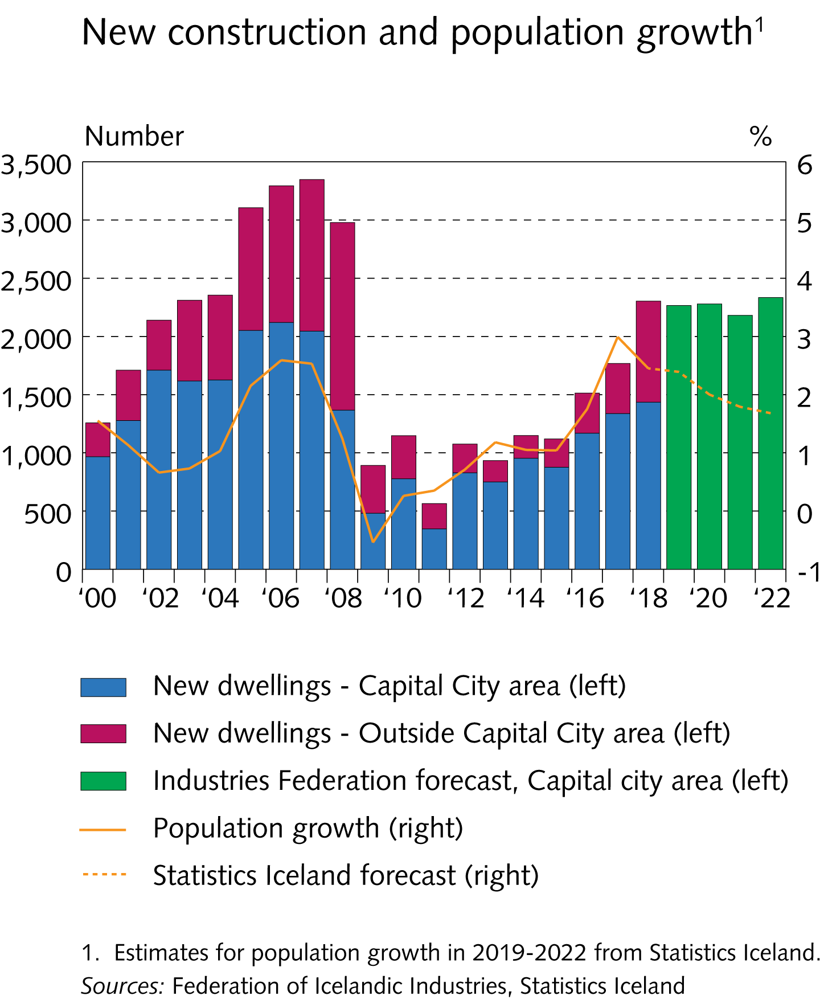 New construction and population growth¹
Number %
3,500 6
3,000 5
2,500 4
2,000 3
1,500 2
1,000 1
500 0
0 -1
‘00 ‘02 ‘04 ‘06 ‘08 ‘10 ‘12 ‘14 ‘16 ‘18 ‘20 ‘22
New dwellings - Capital City area (left)
New dwellings - Outside Capital City area (left)
Industries Federation forecast, Capital city area (left)
Population growth (right)
Statistics Iceland forecast (right)
1. Estimates for population growth in 2019-2022 from Statistics Iceland.
Sources: Federation of Icelandic Industries, Statistics Iceland